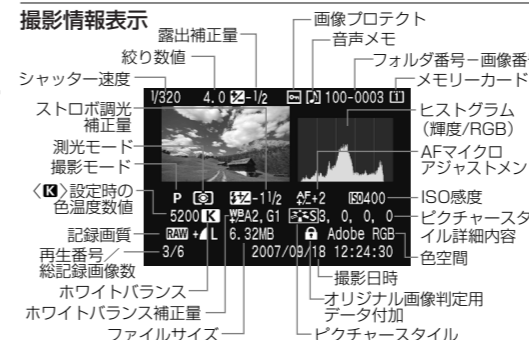 撮影情報表示
露出補正量
絞り数値
シャッター速度
画像プロテクト
音声メモ
フォルダ番号−画像番
メモリーカード
1/320 4.0 -1/2 100-0003 1
ストロボ調光
補正量
測光モード
撮影モード
〈K〉設定時の
色温度数値
記録画質
再生番号／
総記録画像数
ホワイトバランス
ホワイトバランス補正量
ファイルサイズ
ヒストグラム
（輝度/RGB）
AFマイクロ
アジャストメン
ISO感度
ピクチャースタ
イル詳細内容
色空間
撮影日時
オリジナル画像判定用
データ付加
ピクチャースタイル
P -1 1/2 AF+2 ISO400
5200 K WB A2, G1 S 3, 0, 0, 0
RAW + L 6.32MB Adobe RGB
3/6 2007/09/18 12:24:30